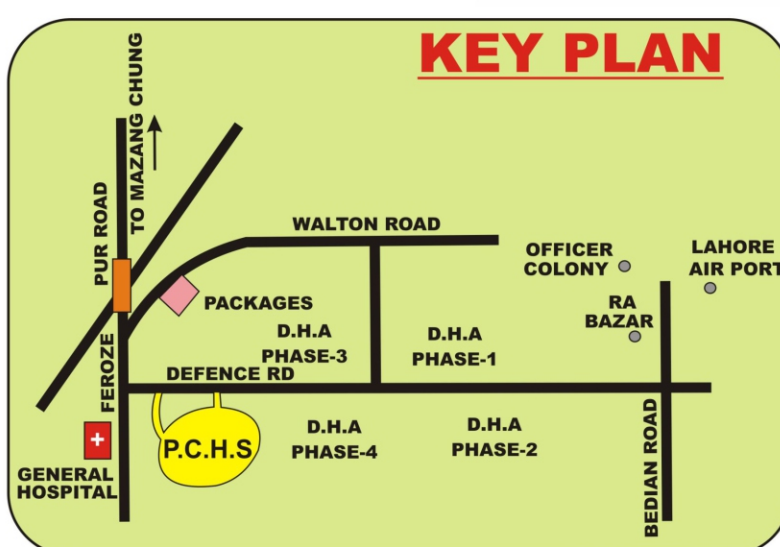 KEY PLAN
TO MAZANG CHUNG
FEROZE PUR ROAD
WALTON ROAD
OFFICER
COLONY
LAHORE
AIR PORT
PACKAGES
RA
BAZAR
D.H.A
PHASE-3
D.H.A
PHASE-1
DEFENCE RD
P.C.H.S
D.H.A
PHASE-4
D.H.A
PHASE-2
GENERAL
HOSPITAL
BEDIAN ROAD